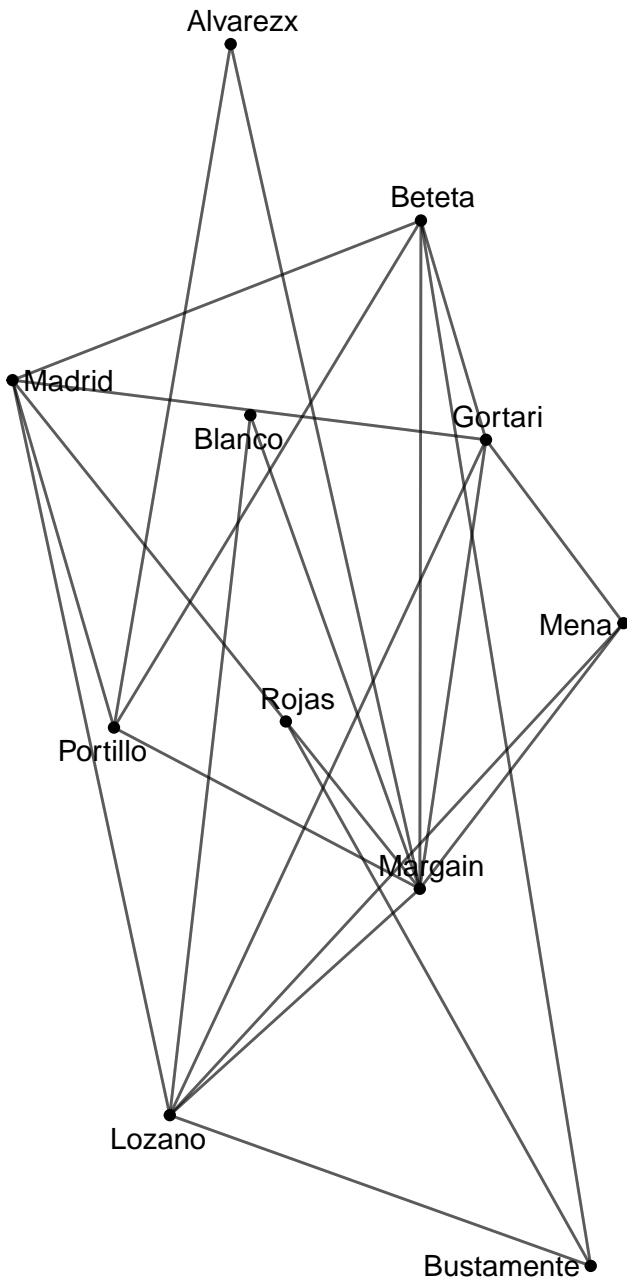 Alvarezx
Beteta
Madrid
Gortari
Blanco
Mena
Rojas
Portillo
Margain
Lozano
Bustamente